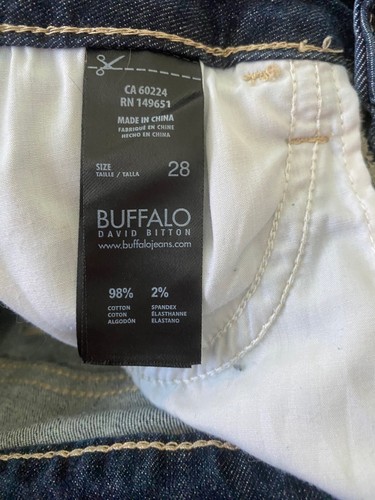 CA 60224
RN 149651
MADE IN CHINA
FABRIQUÉ EN CHINE
HECHO EN CHINA
SIZE
TAILLE / TALLA
28
BUFFALO
DAVID BITTON
www.buffalojeans.com
98% 2%
COTTON SPANDEX
COTON ÉLASTHANNE
ALGODÓN ELASTANO